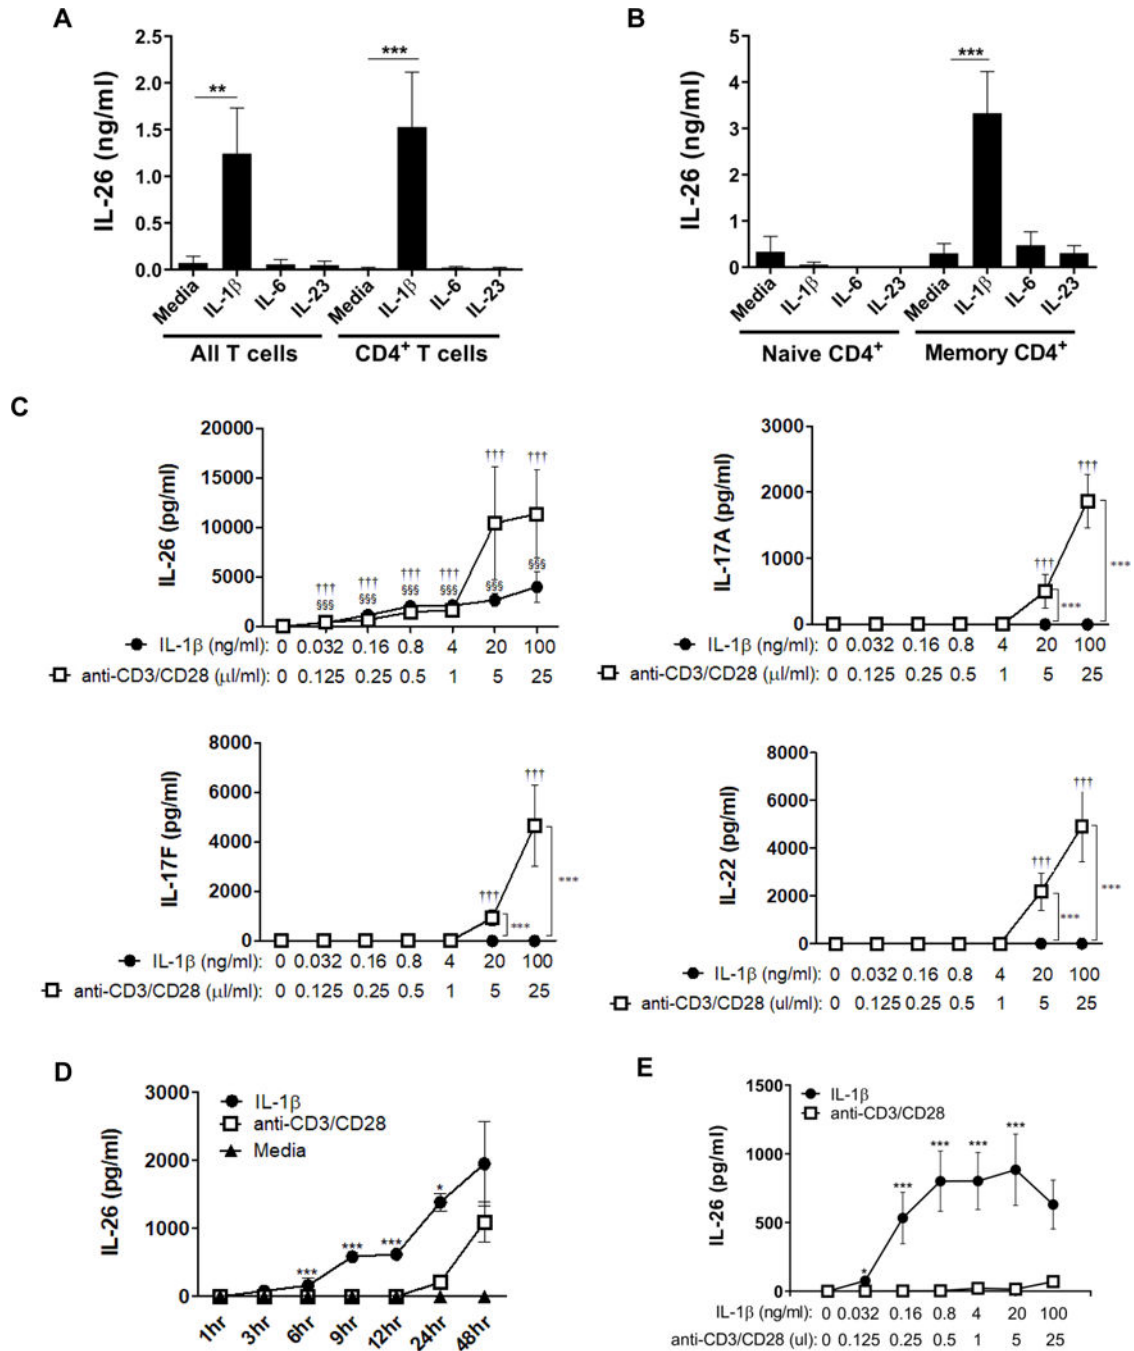 A
IL-26 (ng/ml)
2.5
2.0
1.5
1.0
0.5
0.0
**
***
Media
IL-1β
IL-6
IL-23
Media
IL-1β
IL-6
IL-23
All T cells
CD4+ T cells
B
IL-26 (ng/ml)
5
4
3
2
1
0
***
Media
IL-1β
IL-6
IL-23
Media
IL-1β
IL-6
IL-23
Naive CD4+
Memory CD4+
C
IL-26 (pg/ml)
20000
15000
10000
5000
0
††† ††† ††† ††† ††† †††
§§§ §§§ §§§ §§§ §§§ §§§
IL-1β (ng/ml): 0 0.032 0.16 0.8 4 20 100
anti-CD3/CD28 (µl/ml): 0 0.125 0.25 0.5 1 5 25
IL-17A (pg/ml)
3000
2000
1000
0
††† †††
*** ***
IL-1β (ng/ml): 0 0.032 0.16 0.8 4 20 100
anti-CD3/CD28 (µl/ml): 0 0.125 0.25 0.5 1 5 25
IL-17F (pg/ml)
8000
6000
4000
2000
0
††† †††
*** ***
IL-1β (ng/ml): 0 0.032 0.16 0.8 4 20 100
anti-CD3/CD28 (µl/ml): 0 0.125 0.25 0.5 1 5 25
IL-22 (pg/ml)
8000
6000
4000
2000
0
††† †††
*** ***
IL-1β (ng/ml): 0 0.032 0.16 0.8 4 20 100
anti-CD3/CD28 (ul/ml): 0 0.125 0.25 0.5 1 5 25
D
IL-26 (pg/ml)
3000
2000
1000
0
IL-1β
anti-CD3/CD28
Media
*** *** *** *
1hr
3hr
6hr
9hr
12hr
24hr
48hr
E
IL-26 (pg/ml)
1500
1000
500
0
IL-1β
anti-CD3/CD28
* *** *** *** ***
IL-1β (ng/ml): 0 0.032 0.16 0.8 4 20 100
anti-CD3/CD28 (ul): 0 0.125 0.25 0.5 1 5 25